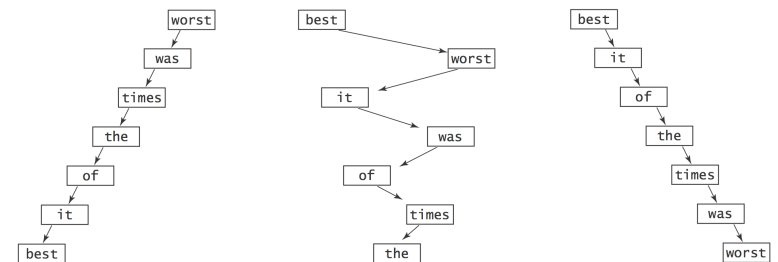 worst
was
times
the
of
it
best
best
worst
it
was
of
times
the
best
it
of
the
times
was
worst